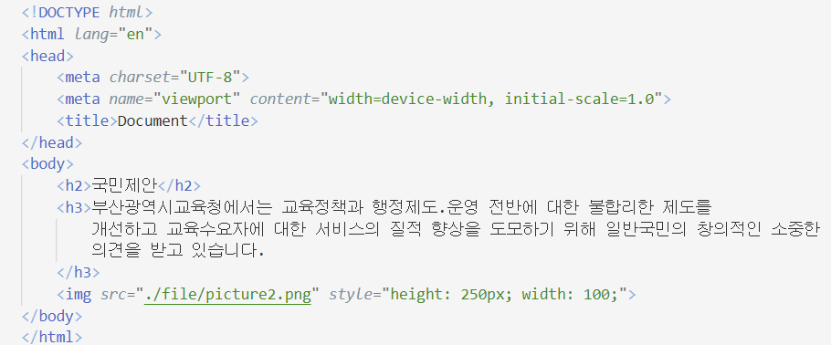 <!DOCTYPE html>
<html lang="en">
<head>
<meta charset="UTF-8">
<meta name="viewport" content="width=device-width, initial-scale=1.0">
<title>Document</title>
</head>
<body>
<h2>국민제안</h2>
<h3>부산광역시교육청에서는 교육정책과 행정제도.운영 전반에 대한 불합리한 제도를
개선하고 교육수요자에 대한 서비스의 질적 향상을 도모하기 위해 일반국민의 창의적인 소중한
의견을 받고 있습니다.
</h3>
<img src="./file/picture2.png" style="height: 250px; width: 100;">
</body>
</html>